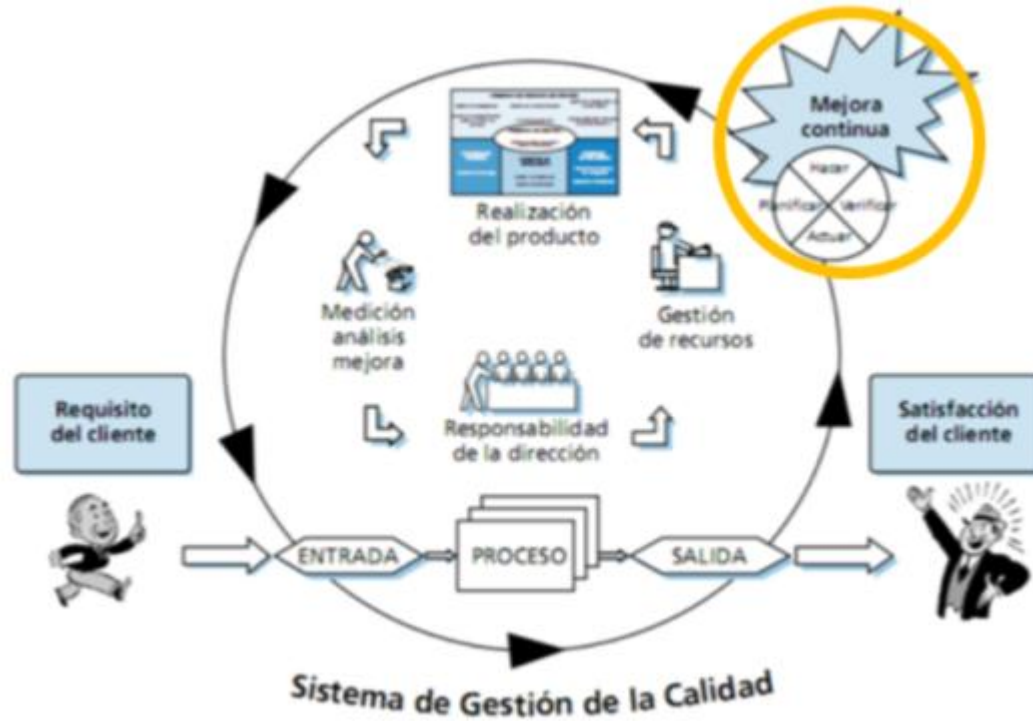 Mejora
continua
Hacer
Planificar
Verificar
Actuar
Realización
del producto
Medición
análisis
mejora
Gestión
de recursos
Responsabilidad
de la dirección
Requisito
del cliente
Satisfacción
del cliente
ENTRADA
PROCESO
SALIDA
Sistema de Gestión de la Calidad